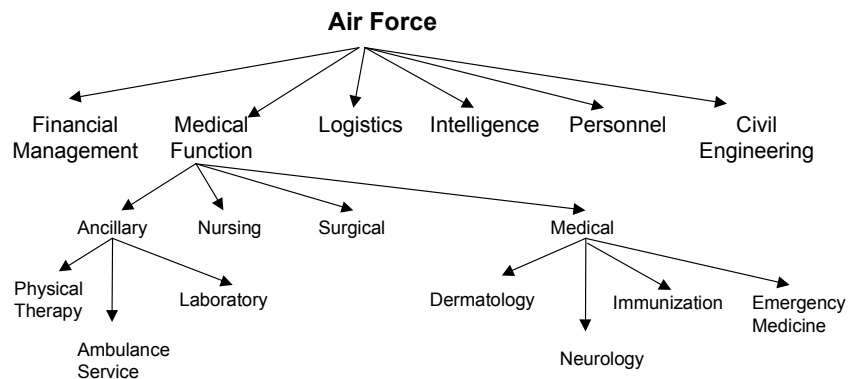 Air Force
Financial
Management
Medical
Function
Logistics
Intelligence
Personnel
Civil
Engineering
Ancillary
Nursing
Surgical
Medical
Physical
Therapy
Ambulance
Service
Laboratory
Dermatology
Neurology
Immunization
Emergency
Medicine